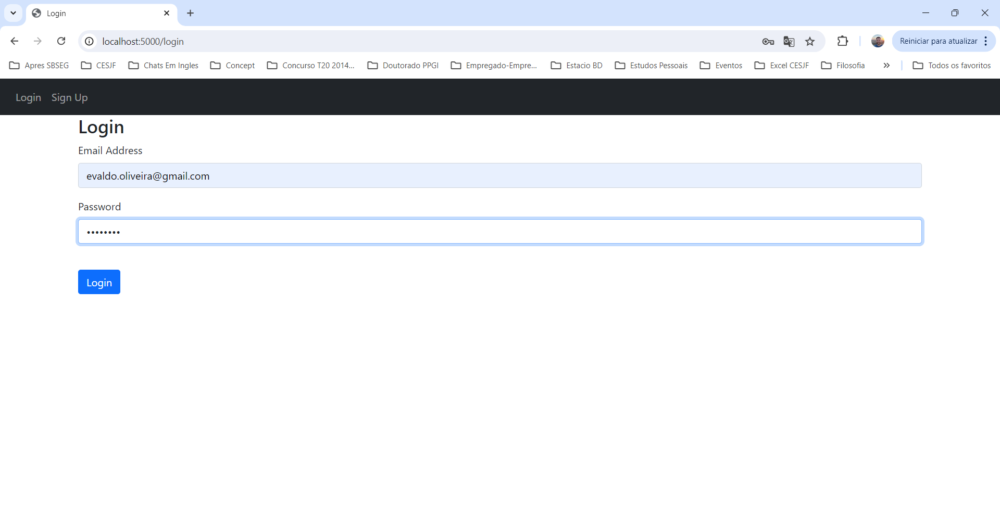 Login
localhost:5000/login
Reiniciar para atualizar
Apres SBSEG CESJF Chats Em Ingles Concept Concurso T20 2014... Doutorado PPGI Empregado-Empre... Estacio BD Estudos Pessoais Eventos Excel CESJF Filosofia » Todos os favoritos
Login Sign Up
Login
Email Address
evaldo.oliveira@gmail.com
Password
••••••••
Login